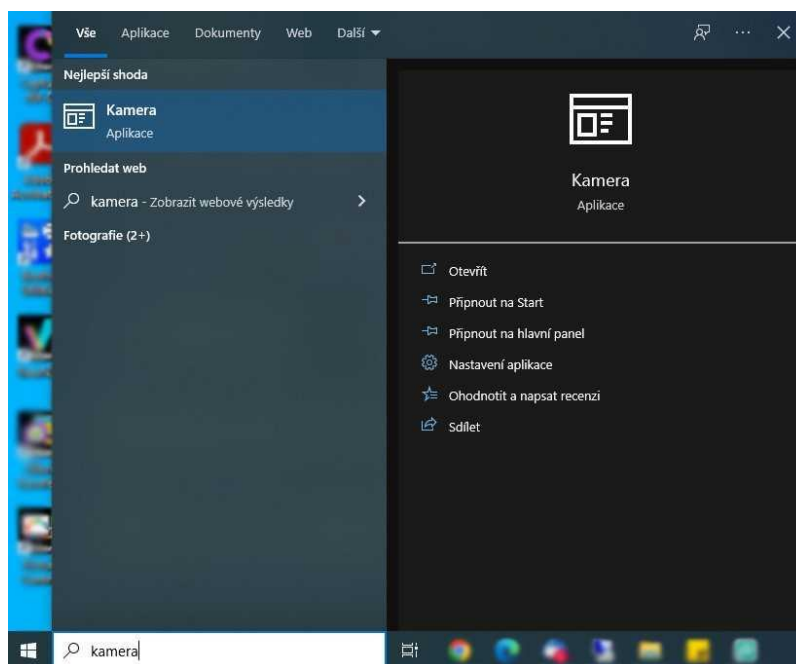 Vše Aplikace Dokumenty Web Další
Nejlepší shoda
Kamera
Aplikace
Prohledat web
kamera - Zobrazit webové výsledky
Fotografie (2+)
Kamera
Aplikace
Otevřít
Připnout na Start
Připnout na hlavní panel
Nastavení aplikace
Ohodnotit a napsat recenzi
Sdílet
kamera